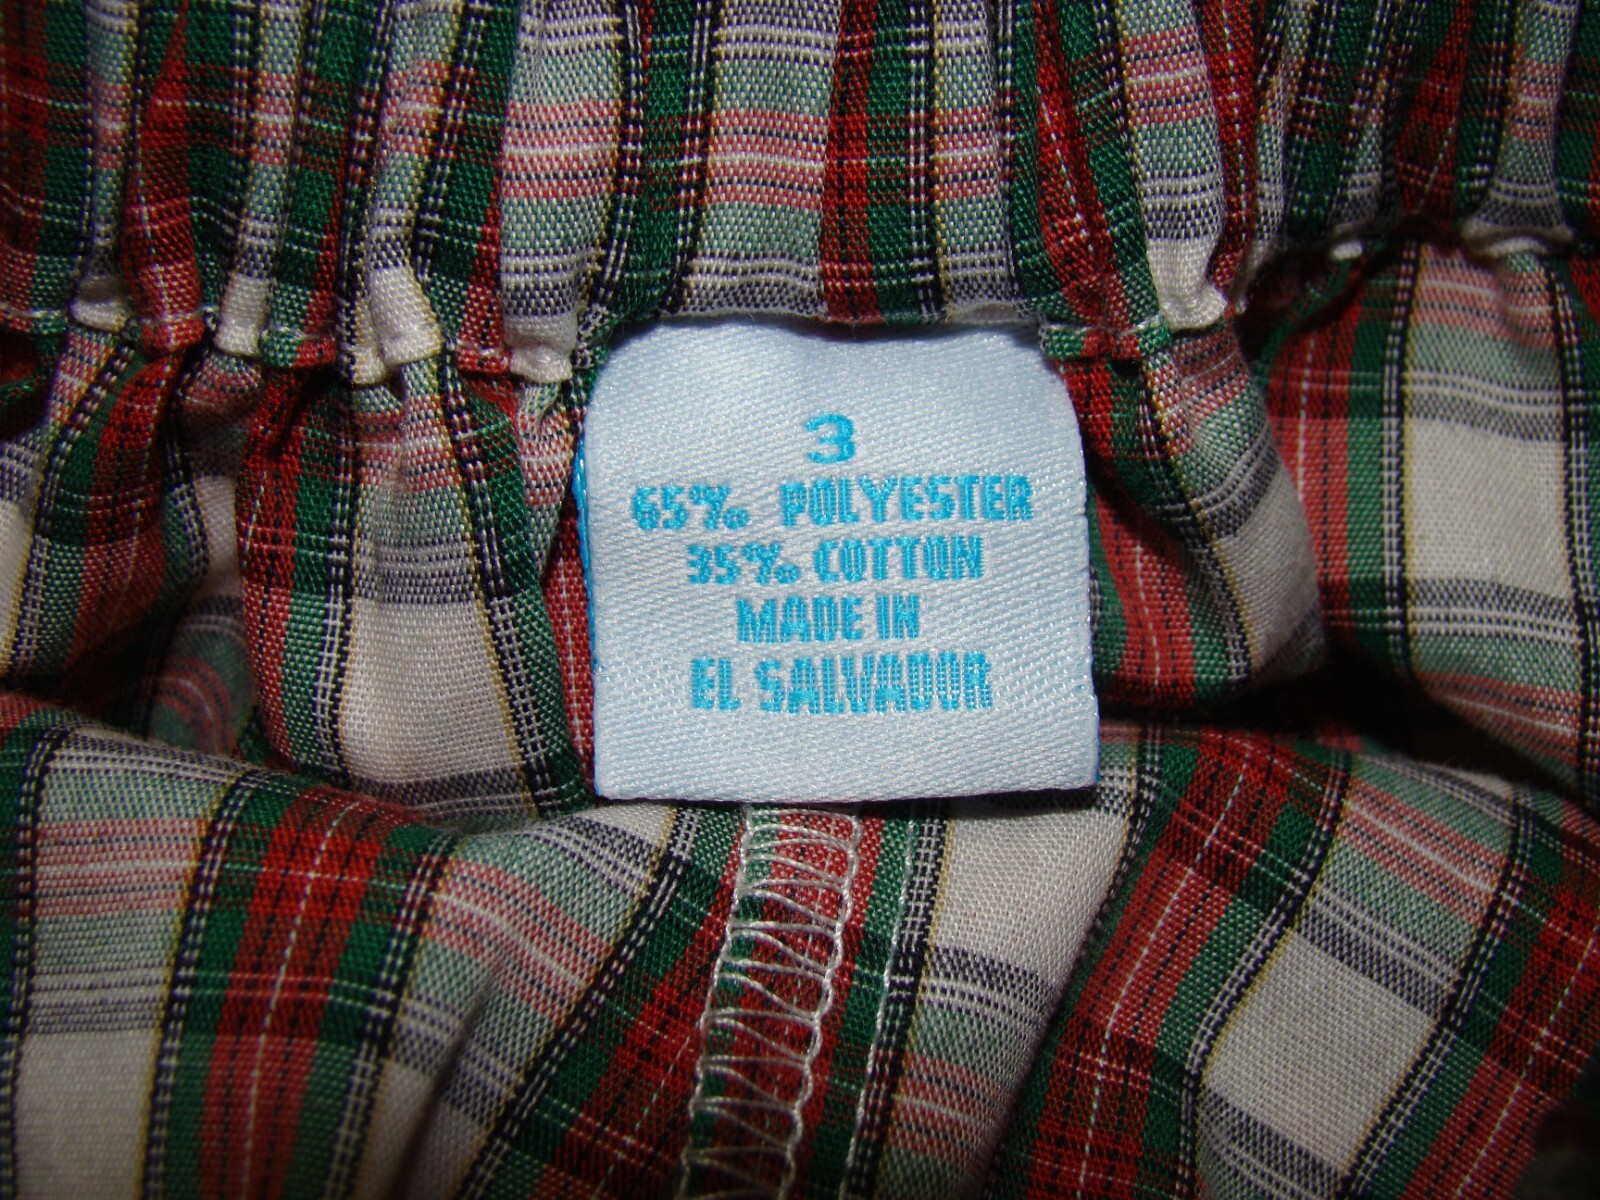 3
65% POLYESTER
35% COTTON
MADE IN
EL SALVADOR